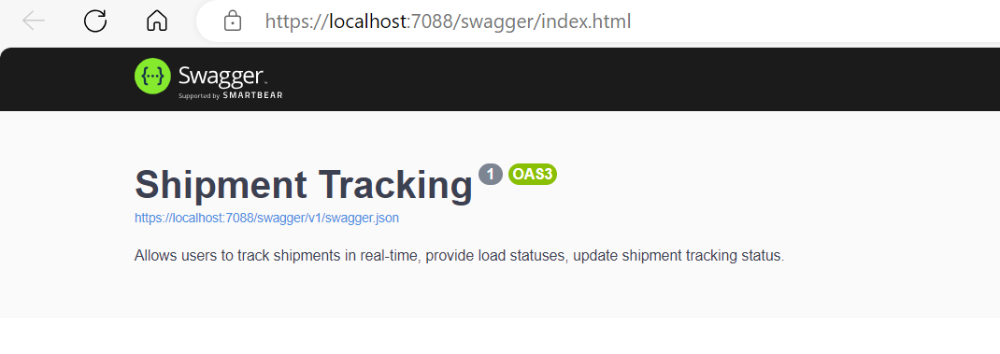 https://localhost:7088/swagger/index.html
{···} Swagger.
Supported by SMARTBEAR
Shipment Tracking 1 OAS3
https://localhost:7088/swagger/v1/swagger.json
Allows users to track shipments in real-time, provide load statuses, update shipment tracking status.